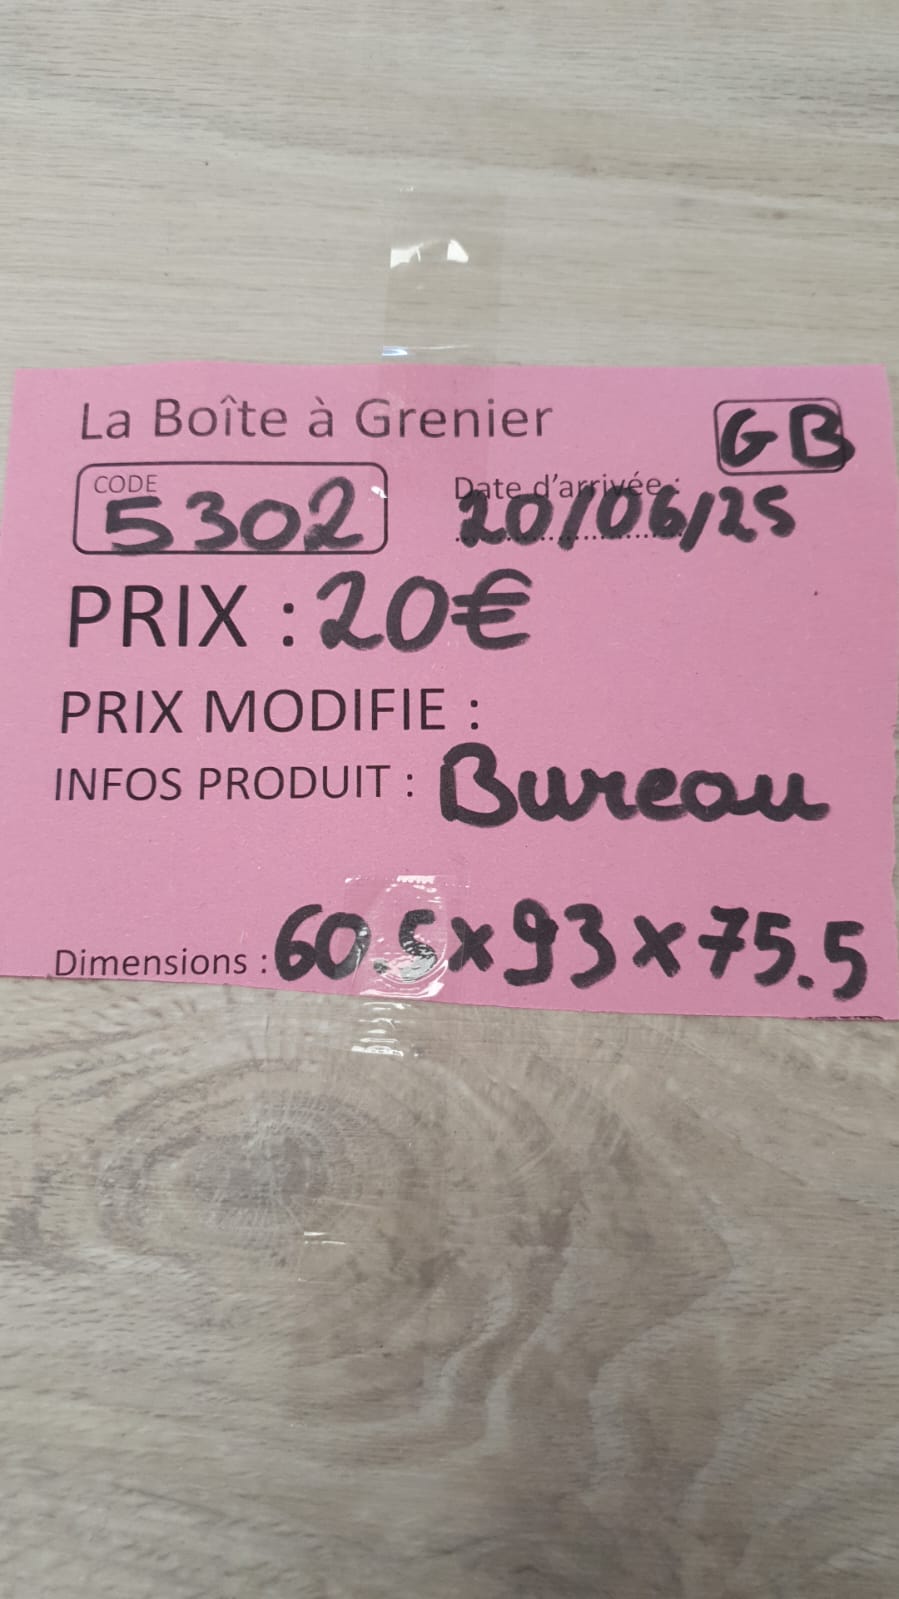 La Boîte à Grenier
GB
CODE
5302
Date d'arrivée :
20/06/25
PRIX : 20€
PRIX MODIFIE :
INFOS PRODUIT : Bureau
Dimensions : 60.5x93x75.5